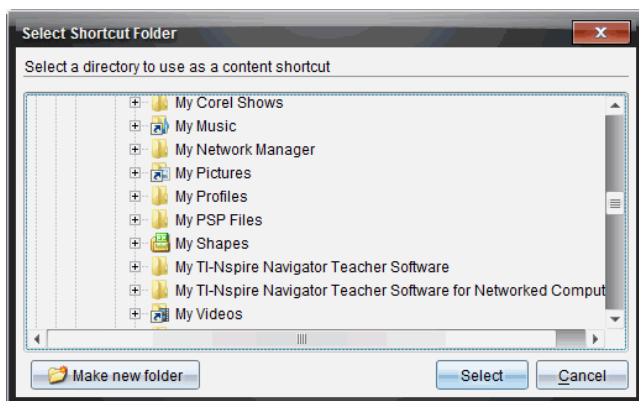 Select Shortcut Folder
Select a directory to use as a content shortcut
My Corel Shows
My Music
My Network Manager
My Pictures
My Profiles
My PSP Files
My Shapes
My TI-Nspire Navigator Teacher Software
My TI-Nspire Navigator Teacher Software for Networked Comput
My Videos
Make new folder
Select
Cancel